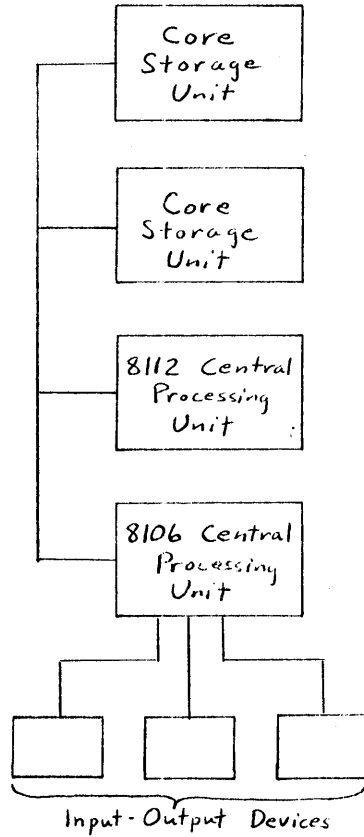 Core
Storage
Unit
Core
Storage
Unit
8112 Central
Processing
Unit
8106 Central
Processing
Unit
Input-Output Devices